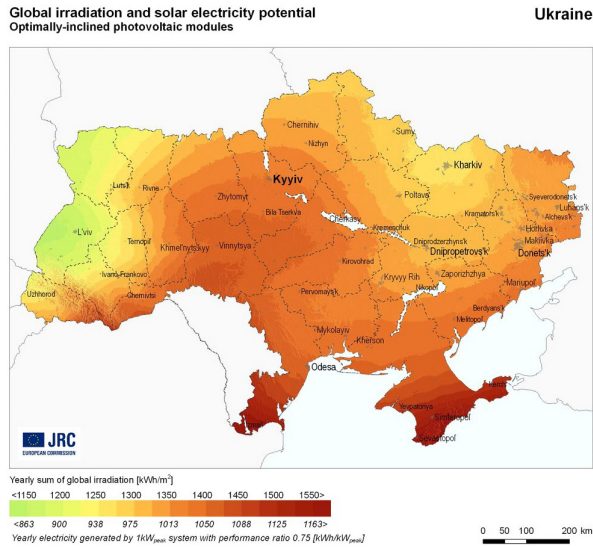 Global irradiation and solar electricity potential
Optimally-inclined photovoltaic modules
Ukraine
Chernihiv
Sumy
Nizhyn
Kharkiv
Luts'k
Rivne
Kyyiv
Zhytomyr
Poltava
Syeverodonets'k
Bila Tserkva
Cherkasy
Kramators'k
Luhans'k
Alchevs'k
L'viv
Kremenchuk
Horlivka
Ternopil'
Khmel'nyts'kyy
Vinnytsya
Dniprodzerzhyns'k
Makiivka
Dnipropetrovs'k
Donets'k
Kirovohrad
Ivano-Frankovo
Kryvyy Rih
Zaporizhzhya
Uzhhorod
Chernivtsi
Pervomays'k
Nikopol'
Mariupol'
Berdyans'k
Mykolayiv
Melitopol'
Kherson
Odesa
Kerch
Yevpatoriya
Simferopol'
Izmail
Sevastopol'
JRC
EUROPEAN COMMISSION
Yearly sum of global irradiation [kWh/m²]
<1150 1200 1250 1300 1350 1400 1450 1500 1550>
<863 900 938 975 1013 1050 1088 1125 1163>
Yearly electricity generated by 1kWpeak system with performance ratio 0.75 [kWh/kWpeak]
0 50 100 200 km